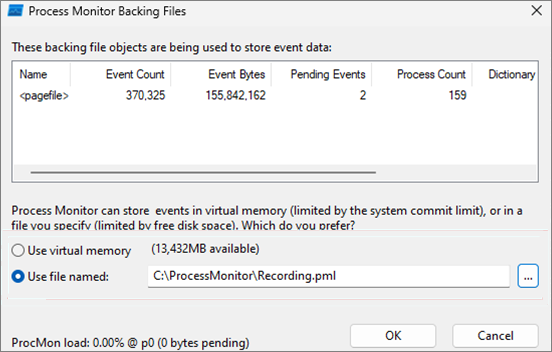 Process Monitor Backing Files
These backing file objects are being used to store event data:
Name Event Count Event Bytes Pending Events Process Count Dictionary
<pagefile> 370,325 155,842,162 2 159
Process Monitor can store events in virtual memory (limited by the system commit limit), or in a
file you specify (limited by free disk space). Which do you prefer?
Use virtual memory (13,432MB available)
Use file named: C:\ProcessMonitor\Recording.pml ...
OK Cancel
ProcMon load: 0.00% @ p0 (0 bytes pending)